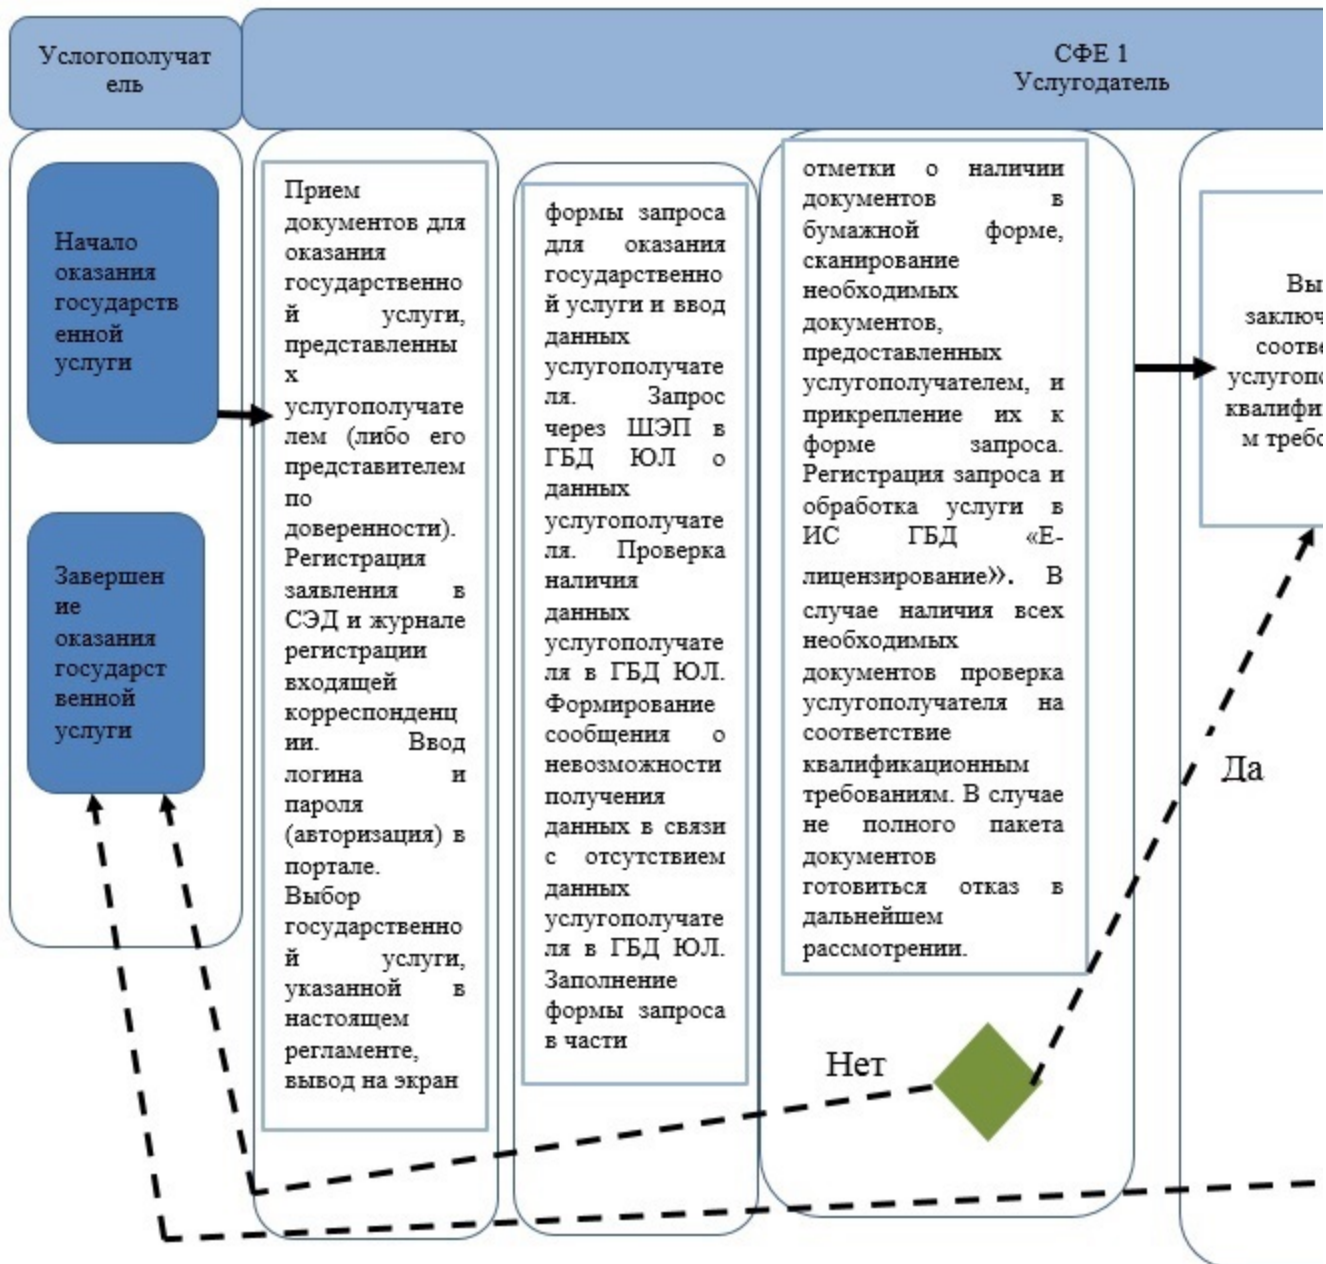 Услогополучат
ель
СФЕ 1
Услугодатель
Начало
оказания
государств
енной
услуги
Завершен
ие
оказания
государст
венной
услуги
Прием
документов для
оказания
государственно
й услуги,
представленны
х
услугополучате
лем (либо его
представителем
по
доверенности).
Регистрация
заявления в
СЭД и журнале
регистрации
входящей
корреспонденц
ии. Ввод
логина и
пароля
(авторизация) в
портале.
Выбор
государственно
й услуги,
указанной в
настоящем
регламенте,
вывод на экран
формы запроса
для оказания
государственно
й услуги и ввод
данных
услугополучате
ля. Запрос
через ШЭП в
ГБД ЮЛ о
данных
услугополучате
ля. Проверка
наличия
данных
услугополучате
ля в ГБД ЮЛ.
Формирование
сообщения о
невозможности
получения
данных в связи
с отсутствием
данных
услугополучате
ля в ГБД ЮЛ.
Заполнение
формы запроса
в части
отметки о наличии
документов в
бумажной форме,
сканирование
необходимых
документов,
предоставленных
услугополучателем, и
прикрепление их к
форме запроса.
Регистрация запроса и
обработка услуги в
ИС ГБД «Е-
лицензирование». В
случае наличия всех
необходимых
документов проверка
услугополучателя на
соответствие
квалификационным
требованиям. В случае
не полного пакета
документов
готовиться отказ в
дальнейшем
рассмотрении.
Вы
заключ
соотве
услугопо
квалифи
м требо
Да
Нет